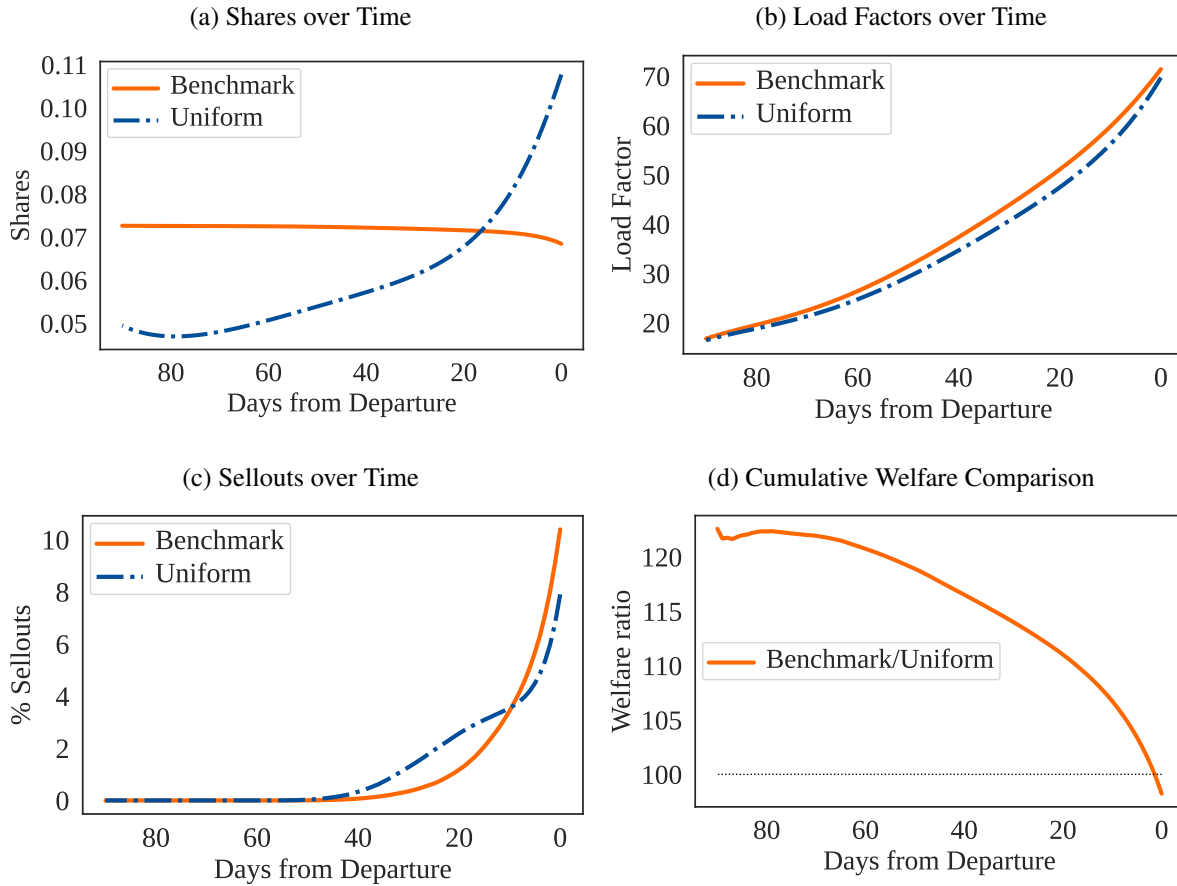 (a) Shares over Time
0.11
0.10
0.09
0.08
0.07
0.06
0.05
Shares
Benchmark
Uniform
80 60 40 20 0
Days from Departure
(b) Load Factors over Time
70
60
50
40
30
20
Load Factor
Benchmark
Uniform
80 60 40 20 0
Days from Departure
(c) Sellouts over Time
10
8
6
4
2
0
% Sellouts
Benchmark
Uniform
80 60 40 20 0
Days from Departure
(d) Cumulative Welfare Comparison
120
115
110
105
100
Welfare ratio
Benchmark/Uniform
80 60 40 20 0
Days from Departure